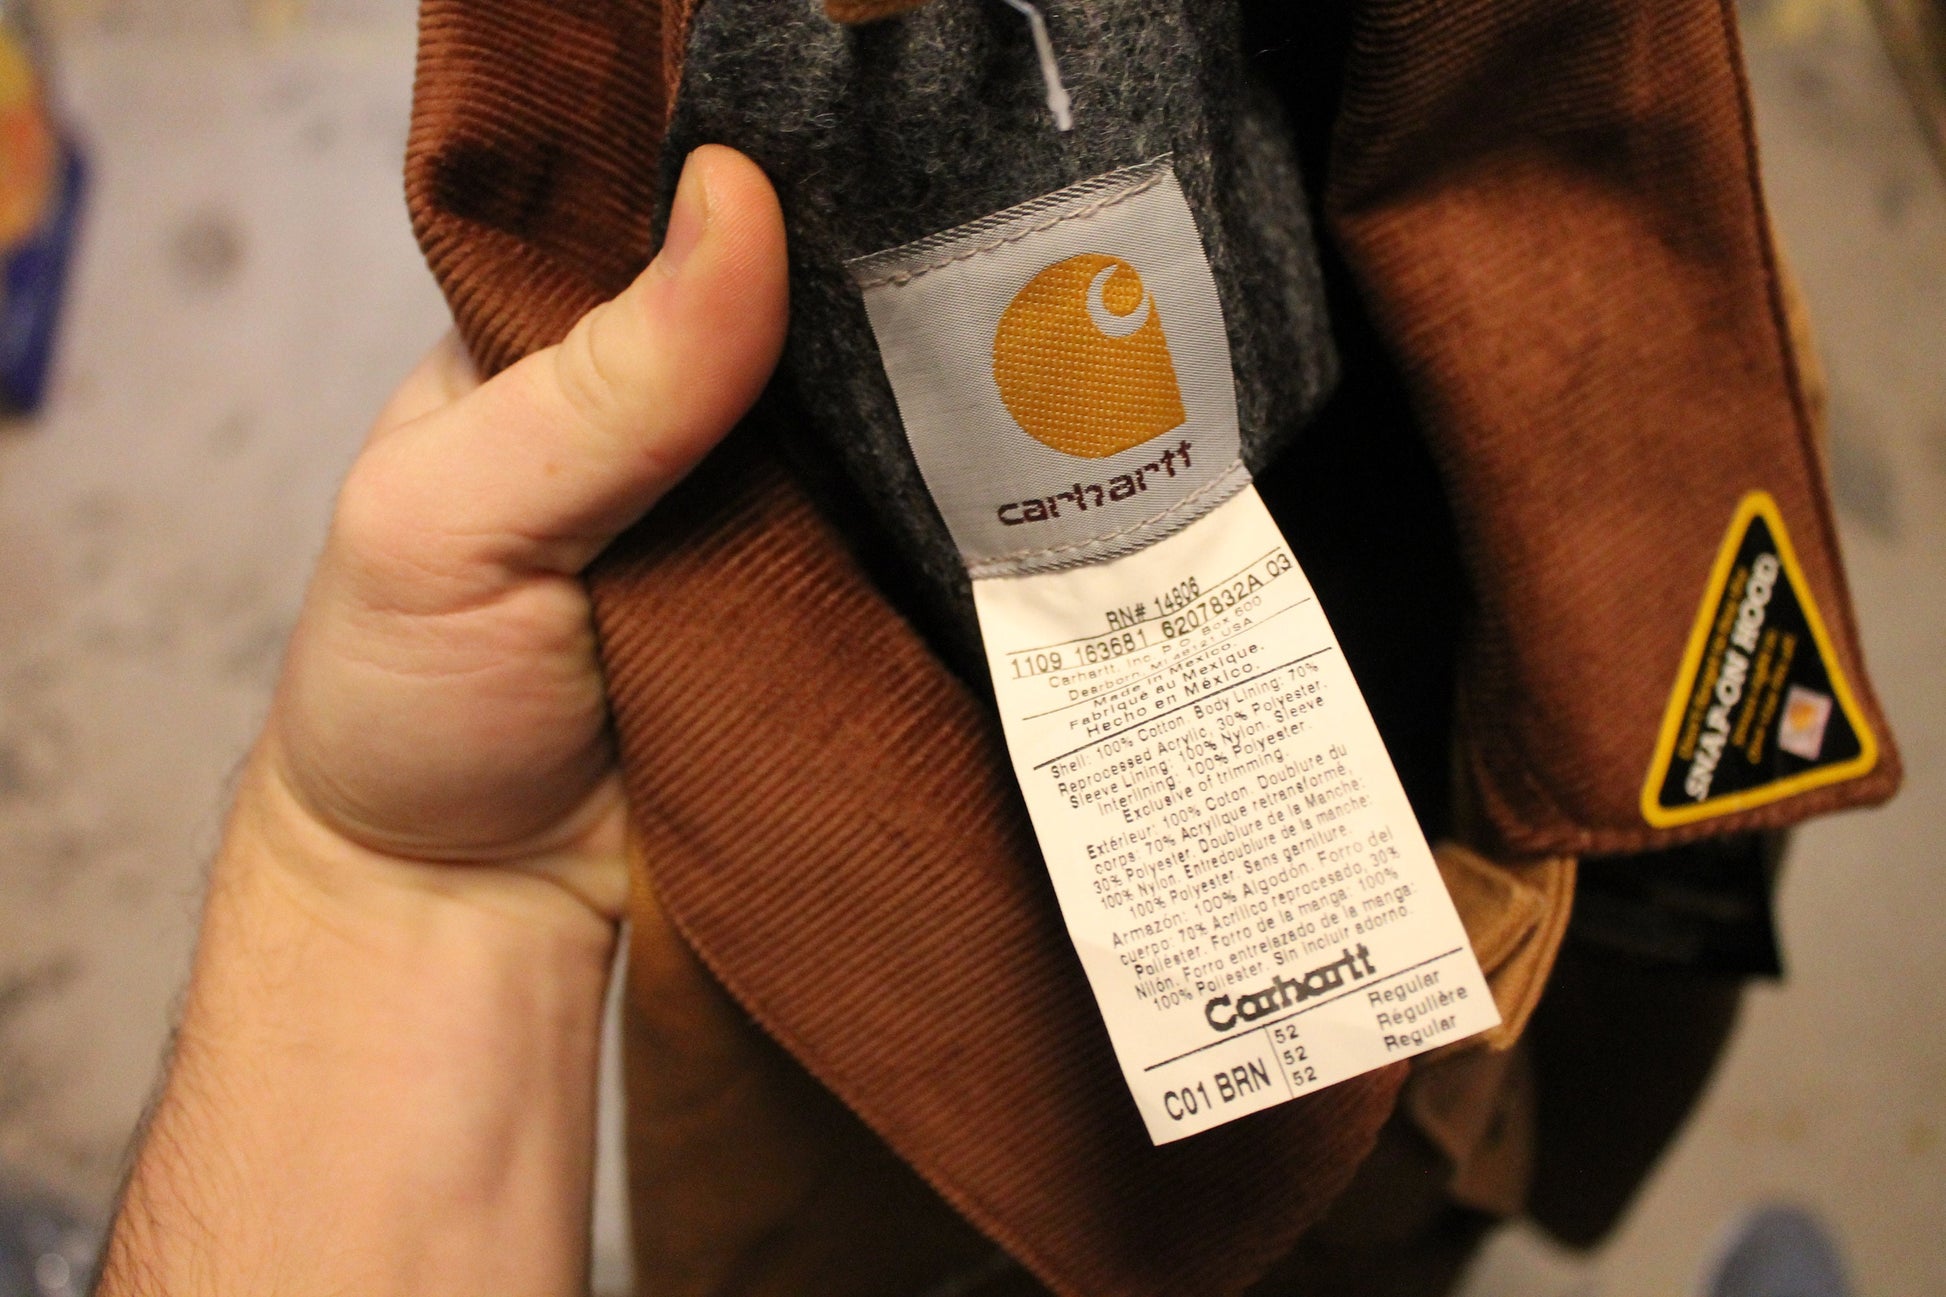 carhartt
RN# 14806
1109 163681 6207832A 03
Carhartt, Inc. P.O. Box 600
Dearborn, MI 48121 USA
Made in Mexico.
Fabriqué au Mexique.
Hecho en México.
Shell: 100% Cotton. Body Lining: 70%
Reprocessed Acrylic, 30% Polyester.
Sleeve Lining: 100% Nylon. Sleeve
Interlining: 100% Polyester.
Exclusive of trimming.
Extérieur: 100% Coton. Doublure du
corps: 70% Acrylique retransformé,
30% Polyester. Doublure de la Manche:
100% Nylon. Entredoublure de la manche:
100% Polyester. Sans garniture.
Armazón: 100% Algodón. Forro del
cuerpo: 70% Acrílico reprocesado, 30%
Poliéster. Forro de la manga: 100%
Nilón. Forro entrelazado de la manga:
100% Poliéster. Sin incluir adorno.
Carhartt
C01 BRN
52 Regular
52 Régulière
52 Regular
SNAP-ON HOOD